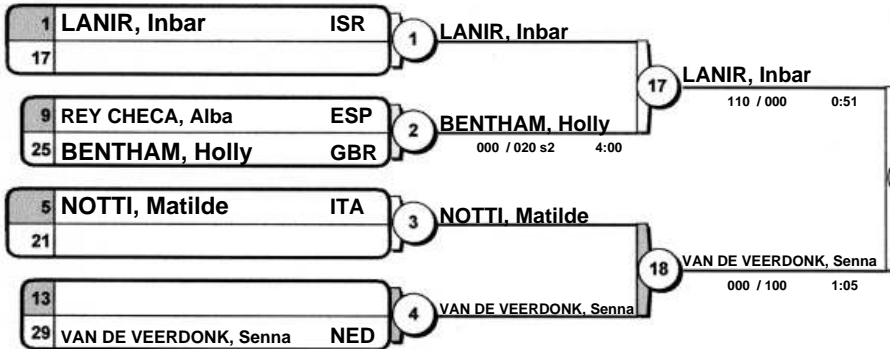 1 LANIR, Inbar ISR
17
1
LANIR, Inbar
9 REY CHECA, Alba ESP
25 BENTHAM, Holly GBR
2
BENTHAM, Holly
000 / 020 s2 4:00
17
LANIR, Inbar
110 / 000 0:51
5 NOTTI, Matilde ITA
21
3
NOTTI, Matilde
13
29 VAN DE VEERDONK, Senna NED
4
VAN DE VEERDONK, Senna
18
VAN DE VEERDONK, Senna
000 / 100 1:05